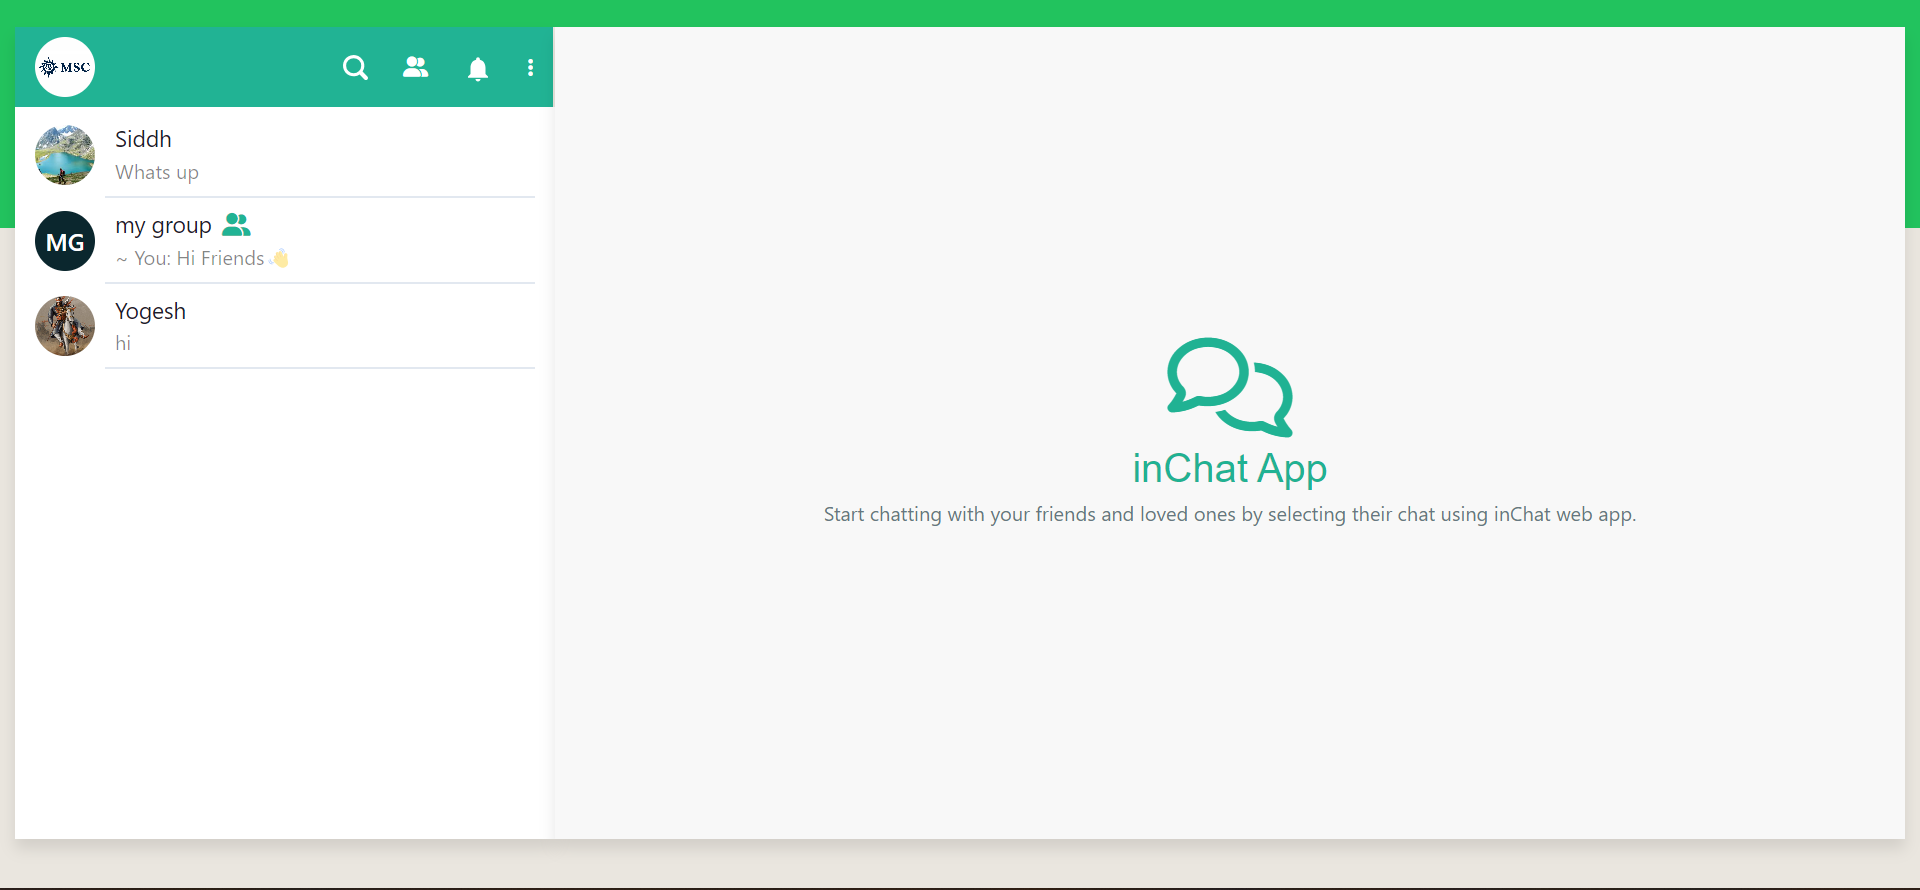 MSC
Siddh
Whats up
my group
MG
~ You: Hi Friends👋
Yogesh
hi
inChat App
Start chatting with your friends and loved ones by selecting their chat using inChat web app.